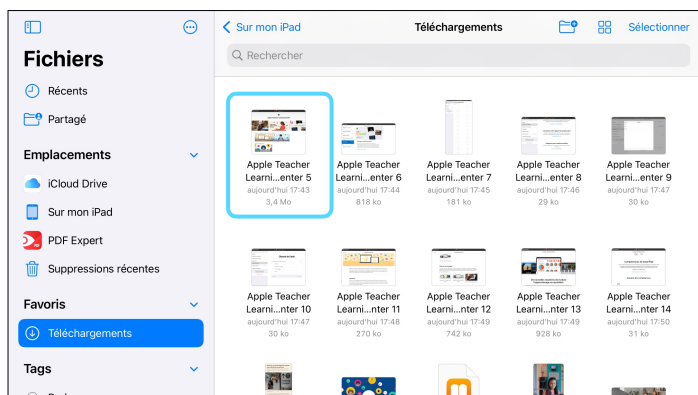 Sur mon iPad
Téléchargements
Sélectionner
Fichiers
Rechercher
Récents
Partagé
Emplacements
iCloud Drive
Sur mon iPad
PDF Expert
Suppressions récentes
Favoris
Téléchargements
Tags
Apple Teacher
Learni...enter 5
aujourd'hui 17:43
3,4 Mo
Apple Teacher
Learni...enter 6
aujourd'hui 17:44
818 ko
Apple Teacher
Learni...enter 7
aujourd'hui 17:45
181 ko
Apple Teacher
Learni...enter 8
aujourd'hui 17:46
29 ko
Apple Teacher
Learni...enter 9
aujourd'hui 17:47
30 ko
Apple Teacher
Learni...nter 10
aujourd'hui 17:47
30 ko
Apple Teacher
Learni...nter 11
aujourd'hui 17:48
270 ko
Apple Teacher
Learni...nter 12
aujourd'hui 17:49
742 ko
Apple Teacher
Learni...nter 13
aujourd'hui 17:49
928 ko
Apple Teacher
Learni...nter 14
aujourd'hui 17:50
31 ko